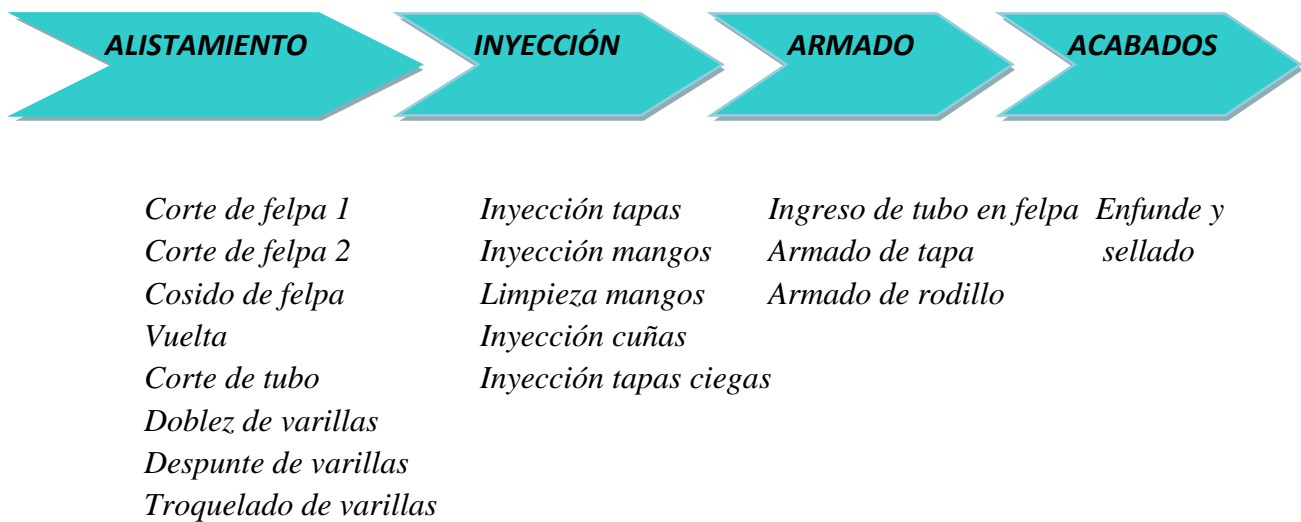 ALISTAMIENTO INYECCIÓN ARMADO ACABADOS
Corte de felpa 1 Inyección tapas Ingreso de tubo en felpa Enfunde y
Corte de felpa 2 Inyección mangos Armado de tapa sellado
Cosido de felpa Limpieza mangos Armado de rodillo
Vuelta Inyección cuñas
Corte de tubo Inyección tapas ciegas
Doblez de varillas
Despunte de varillas
Troquelado de varillas